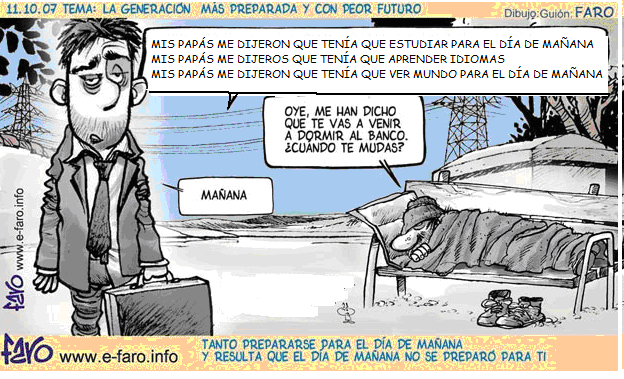 11.10.07 TEMA: LA GENERACIÓN MÁS PREPARADA Y CON PEOR FUTURO
Dibujo:Guión: FARO
MIS PAPÁS ME DIJERON QUE TENÍA QUE ESTUDIAR PARA EL DÍA DE MAÑANA
MIS PAPÁS ME DIJEROS QUE TENÍA QUE APRENDER IDIOMAS
MIS PAPÁS ME DIJERON QUE TENÍA QUE VER MUNDO PARA EL DÍA DE MAÑANA
OYE, ME HAN DICHO
QUE TE VAS A VENIR
A DORMIR AL BANCO.
¿CUÁNDO TE MUDAS?
MAÑANA
FARO www.e-faro.info
FARO www.e-faro.info
TANTO PREPARARSE PARA EL DÍA DE MAÑANA
Y RESULTA QUE EL DÍA DE MAÑANA NO SE PREPARÓ PARA TI